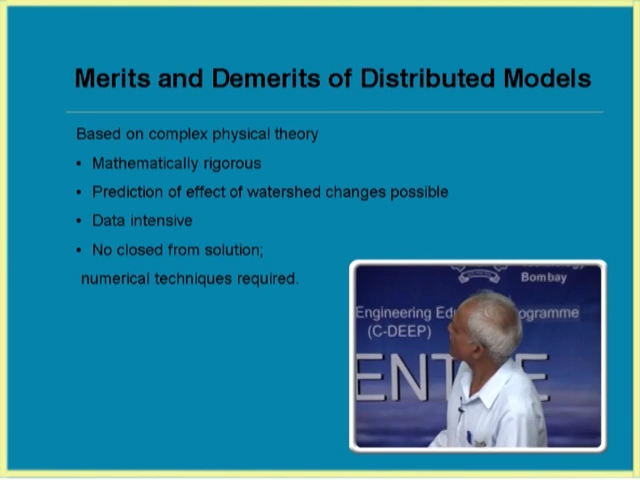 Merits and Demerits of Distributed Models
Based on complex physical theory
• Mathematically rigorous
• Prediction of effect of watershed changes possible
• Data intensive
• No closed from solution;
numerical techniques required.
Bombay
Engineering Edu ogramme
(C-DEEP)
ENT E